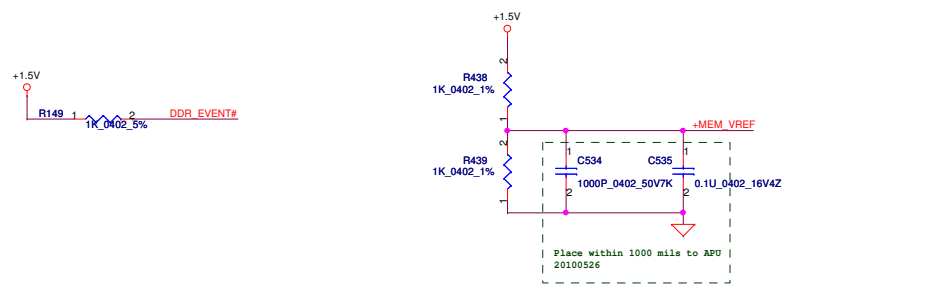 +1.5V
R149
1
2
DDR_EVENT#
1K_0402_5%
+1.5V
2
R438
1K_0402_1%
1
+MEM_VREF
2
R439
1K_0402_1%
1
1
C534
1000P_0402_50V7K
2
1
C535
0.1U_0402_16V4Z
2
Place within 1000 mils to APU
20100526